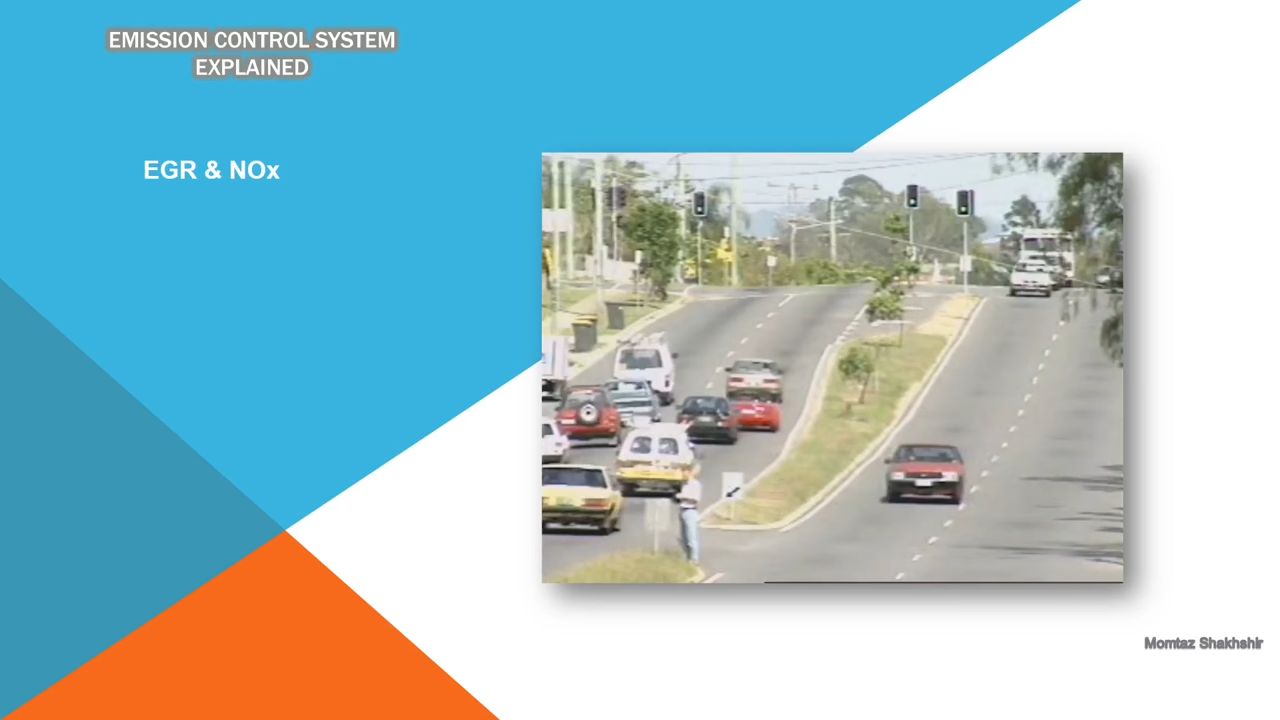 EMISSION CONTROL SYSTEM
EXPLAINED
EGR & NOx
Momtaz Shakhshir